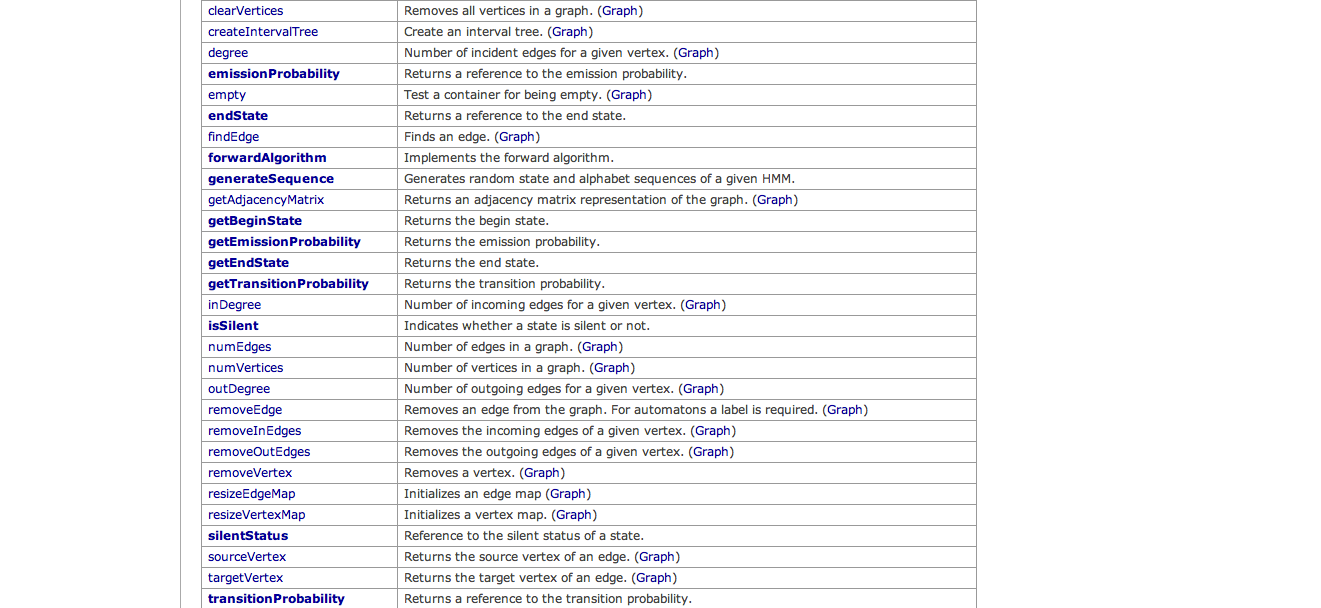 clearVertices Removes all vertices in a graph. (Graph)
createIntervalTree Create an interval tree. (Graph)
degree Number of incident edges for a given vertex. (Graph)
emissionProbability Returns a reference to the emission probability.
empty Test a container for being empty. (Graph)
endState Returns a reference to the end state.
findEdge Finds an edge. (Graph)
forwardAlgorithm Implements the forward algorithm.
generateSequence Generates random state and alphabet sequences of a given HMM.
getAdjacencyMatrix Returns an adjacency matrix representation of the graph. (Graph)
getBeginState Returns the begin state.
getEmissionProbability Returns the emission probability.
getEndState Returns the end state.
getTransitionProbability Returns the transition probability.
inDegree Number of incoming edges for a given vertex. (Graph)
isSilent Indicates whether a state is silent or not.
numEdges Number of edges in a graph. (Graph)
numVertices Number of vertices in a graph. (Graph)
outDegree Number of outgoing edges for a given vertex. (Graph)
removeEdge Removes an edge from the graph. For automatons a label is required. (Graph)
removeInEdges Removes the incoming edges of a given vertex. (Graph)
removeOutEdges Removes the outgoing edges of a given vertex. (Graph)
removeVertex Removes a vertex. (Graph)
resizeEdgeMap Initializes an edge map (Graph)
resizeVertexMap Initializes a vertex map. (Graph)
silentStatus Reference to the silent status of a state.
sourceVertex Returns the source vertex of an edge. (Graph)
targetVertex Returns the target vertex of an edge. (Graph)
transitionProbability Returns a reference to the transition probability.